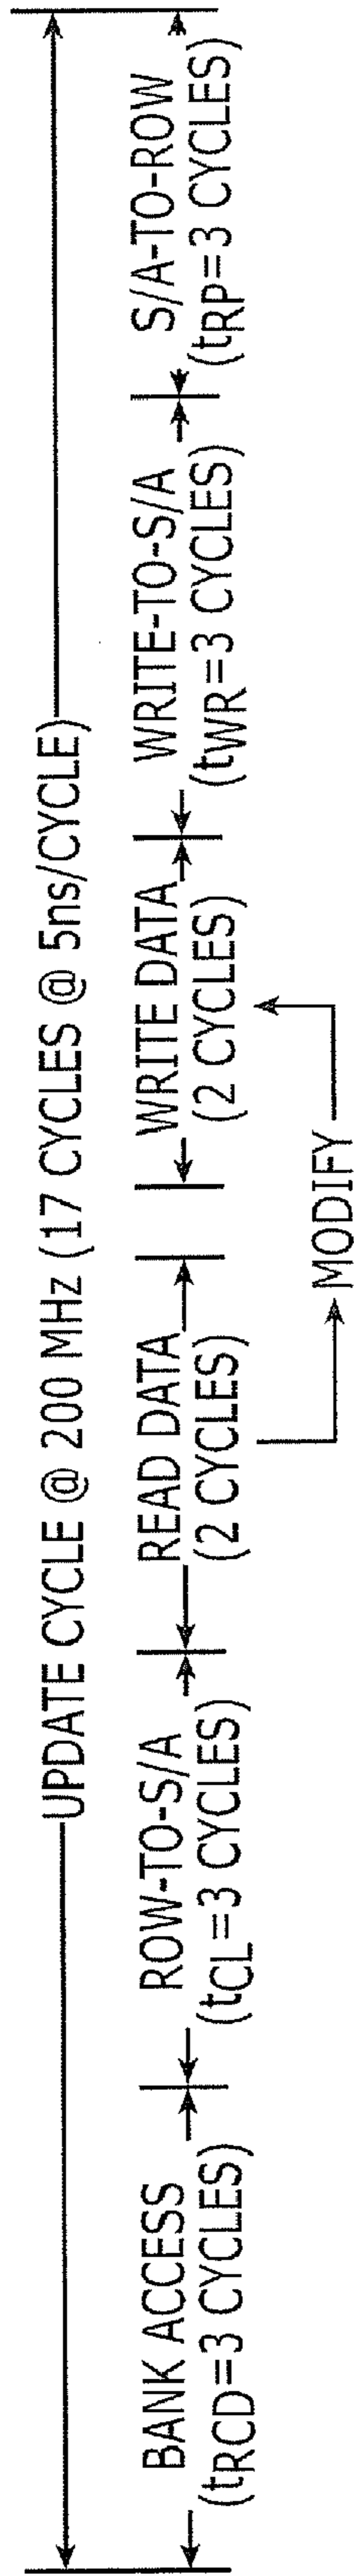 UPDATE CYCLE @ 200 MHz (17 CYCLES @ 5ns/CYCLE)
BANK ACCESS
(tRCD=3 CYCLES)
ROW-TO-S/A
(tCL=3 CYCLES)
READ DATA
(2 CYCLES)
WRITE DATA
(2 CYCLES)
WRITE-TO-S/A
(tWR=3 CYCLES)
S/A-TO-ROW
(tRP=3 CYCLES)
MODIFY